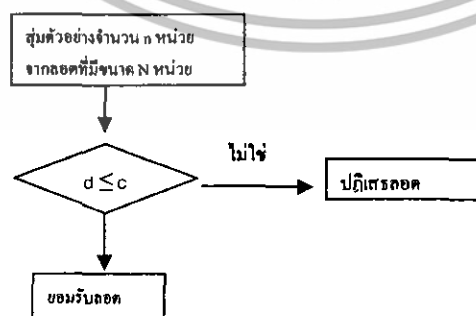 สุ่มตัวอย่างจำนวน n หน่วย
จากลอตที่มีขนาด N หน่วย
ไม่ใช่
d ≤ c
ปฏิเสธลอต
ยอมรับลอต